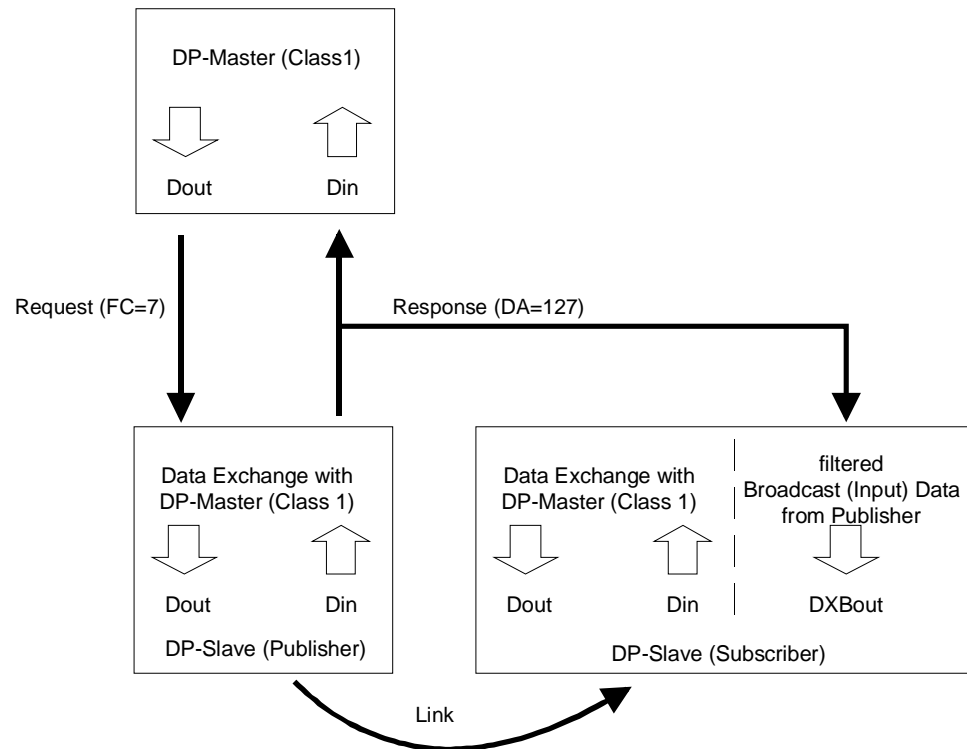 DP-Master (Class1)
Dout
Din
Request (FC=7)
Response (DA=127)
Data Exchange with
DP-Master (Class 1)
Dout
Din
DP-Slave (Publisher)
Data Exchange with
DP-Master (Class 1)
Dout
Din
filtered
Broadcast (Input) Data
from Publisher
DXBout
DP-Slave (Subscriber)
Link